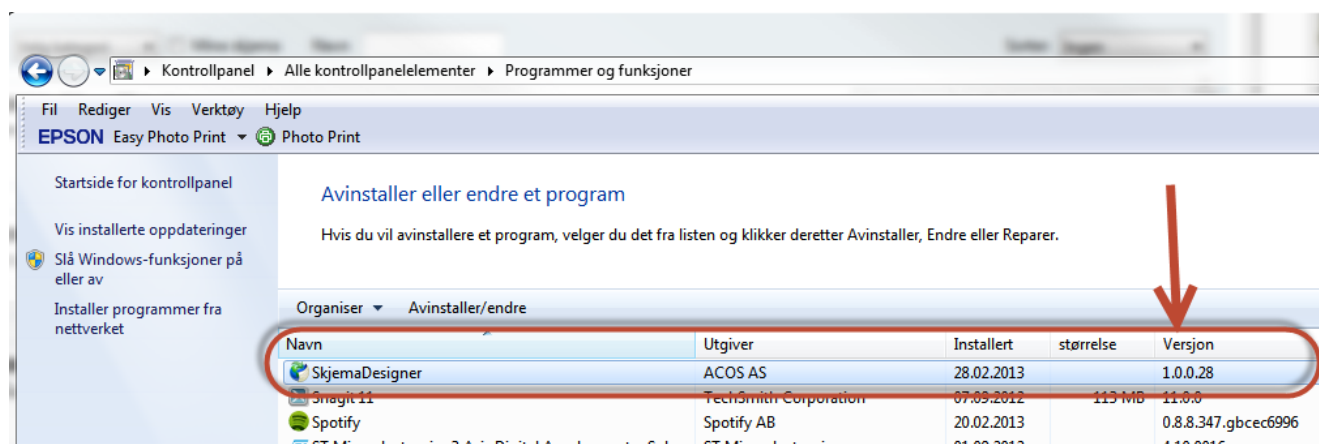 Kontrollpanel ▸ Alle kontrollpanelelementer ▸ Programmer og funksjoner
Fil Rediger Vis Verktøy Hjelp
EPSON Easy Photo Print Photo Print
Startside for kontrollpanel
Vis installerte oppdateringer
Slå Windows-funksjoner på
eller av
Installer programmer fra
nettverket
Avinstaller eller endre et program
Hvis du vil avinstallere et program, velger du det fra listen og klikker deretter Avinstaller, Endre eller Reparer.
Organiser Avinstaller/endre
Navn Utgiver Installert størrelse Versjon
SkjemaDesigner ACOS AS 28.02.2013 1.0.0.28
Snagit 11 TechSmith Corporation 07.09.2012 113 MB 11.0.0
Spotify Spotify AB 20.02.2013 0.8.8.347.gbcec6996